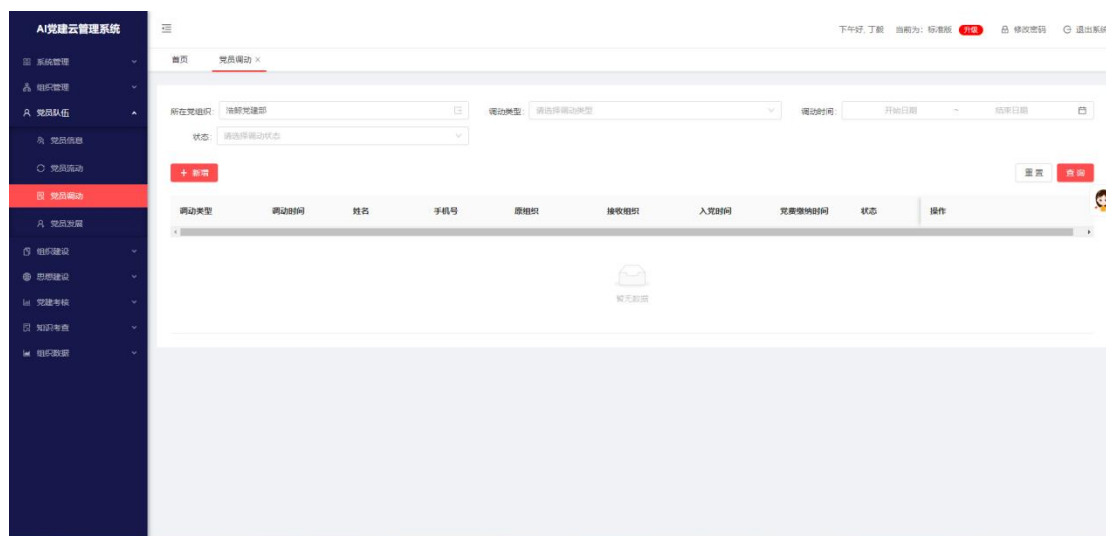 AI党建云管理系统
下午好, 丁毅 当前为: 标准版 升级 修改密码 退出系统
系统管理
首页 党员调动 ×
组织管理
党员队伍
所在党组织: 浩鲸党建部 调动类型: 请选择调动类型 调动时间: 开始日期 ~ 结束日期
党员信息
状态: 请选择调动状态
党员流动
+ 新增 重置 查询
党员调动
调动类型 调动时间 姓名 手机号 原组织 接收组织 入党时间 党费缴纳时间 状态 操作
党员发展
组织建设
思想建设
暂无数据
党建考核
知识考查
组织数据